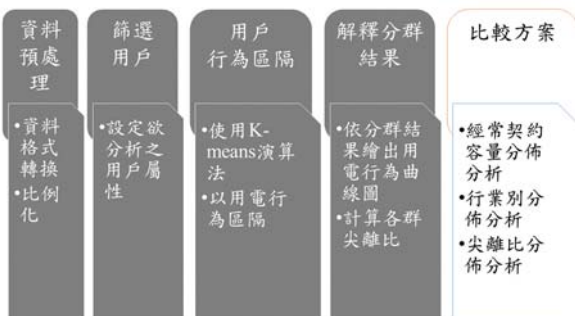 資料
預處
理
•資料
格式
轉換
•比例
化
篩選
用戶
•設定欲
分析之
用戶屬
性
用戶
行為區隔
•使用K-
means演算
法
•以用電行
為區隔
解釋分群
結果
•依分群結
果繪出用
電行為曲
線圖
•計算各群
尖離比
比較方案
•經常契約
容量分佈
分析
•行業別分
佈分析
•尖離比分
佈分析